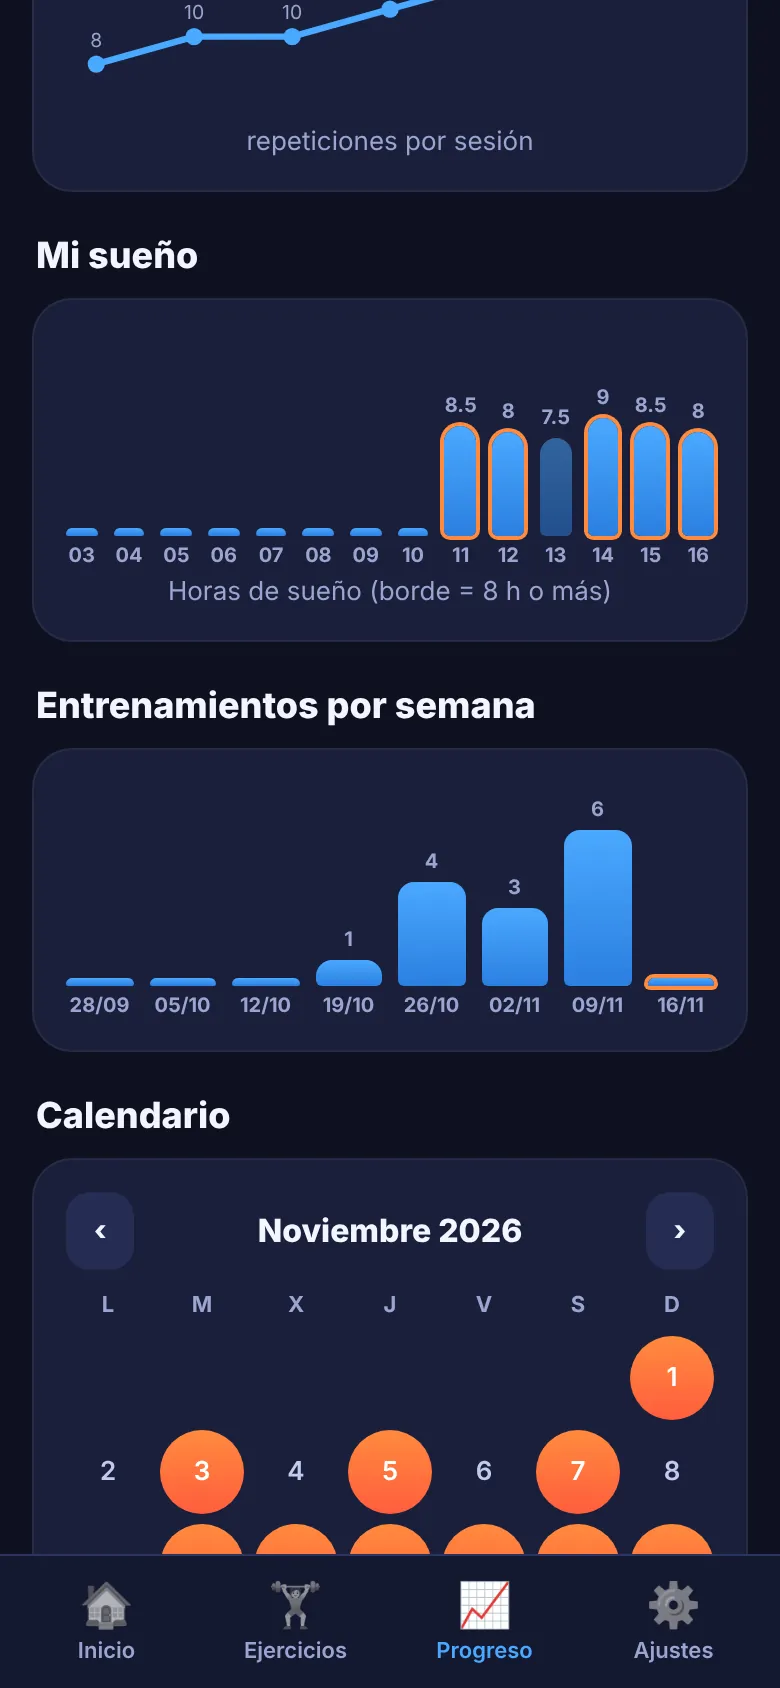 8 10 10
repeticiones por sesión
Mi sueño
8.5 8 7.5 9 8.5 8
03 04 05 06 07 08 09 10 11 12 13 14 15 16
Horas de sueño (borde = 8 h o más)
Entrenamientos por semana
1 4 3 6
28/09 05/10 12/10 19/10 26/10 02/11 09/11 16/11
Calendario
‹ Noviembre 2026 ›
L M X J V S D
1
2 3 4 5 6 7 8
Inicio Ejercicios Progreso Ajustes